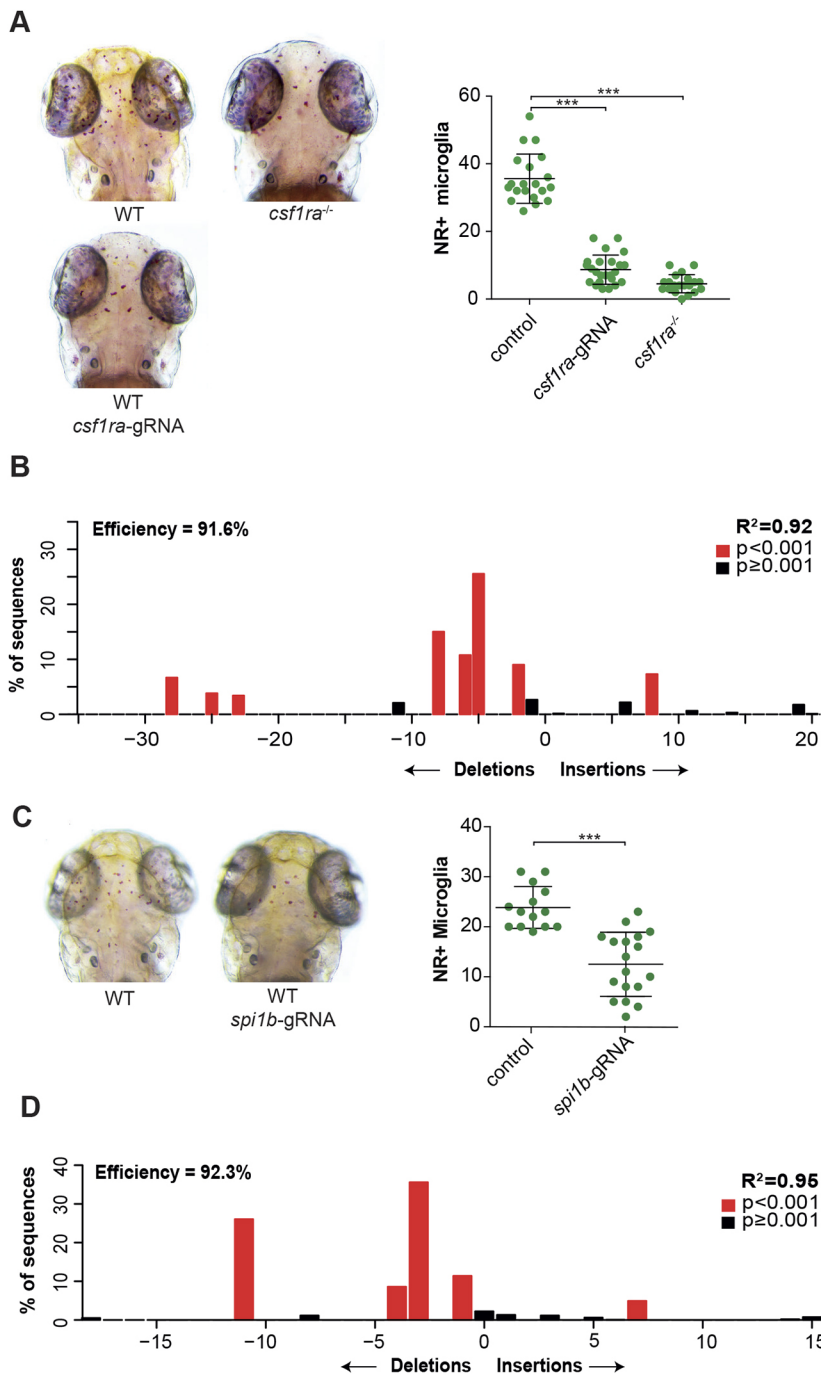 A
WT
csf1ra-/-
WT
csf1ra-gRNA
NR+ microglia
60
40
20
0
***
***
control
csf1ra-gRNA
csf1ra-/-
B
Efficiency = 91.6%
R²=0.92
p<0.001
p≥0.001
% of sequences
30
20
10
0
−30
−20
−10
0
10
20
Deletions
Insertions
C
WT
WT
spi1b-gRNA
NR+ Microglia
40
30
20
10
0
***
control
spi1b-gRNA
D
Efficiency = 92.3%
R²=0.95
p<0.001
p≥0.001
% of sequences
40
30
20
10
0
−15
−10
−5
0
5
10
15
Deletions
Insertions